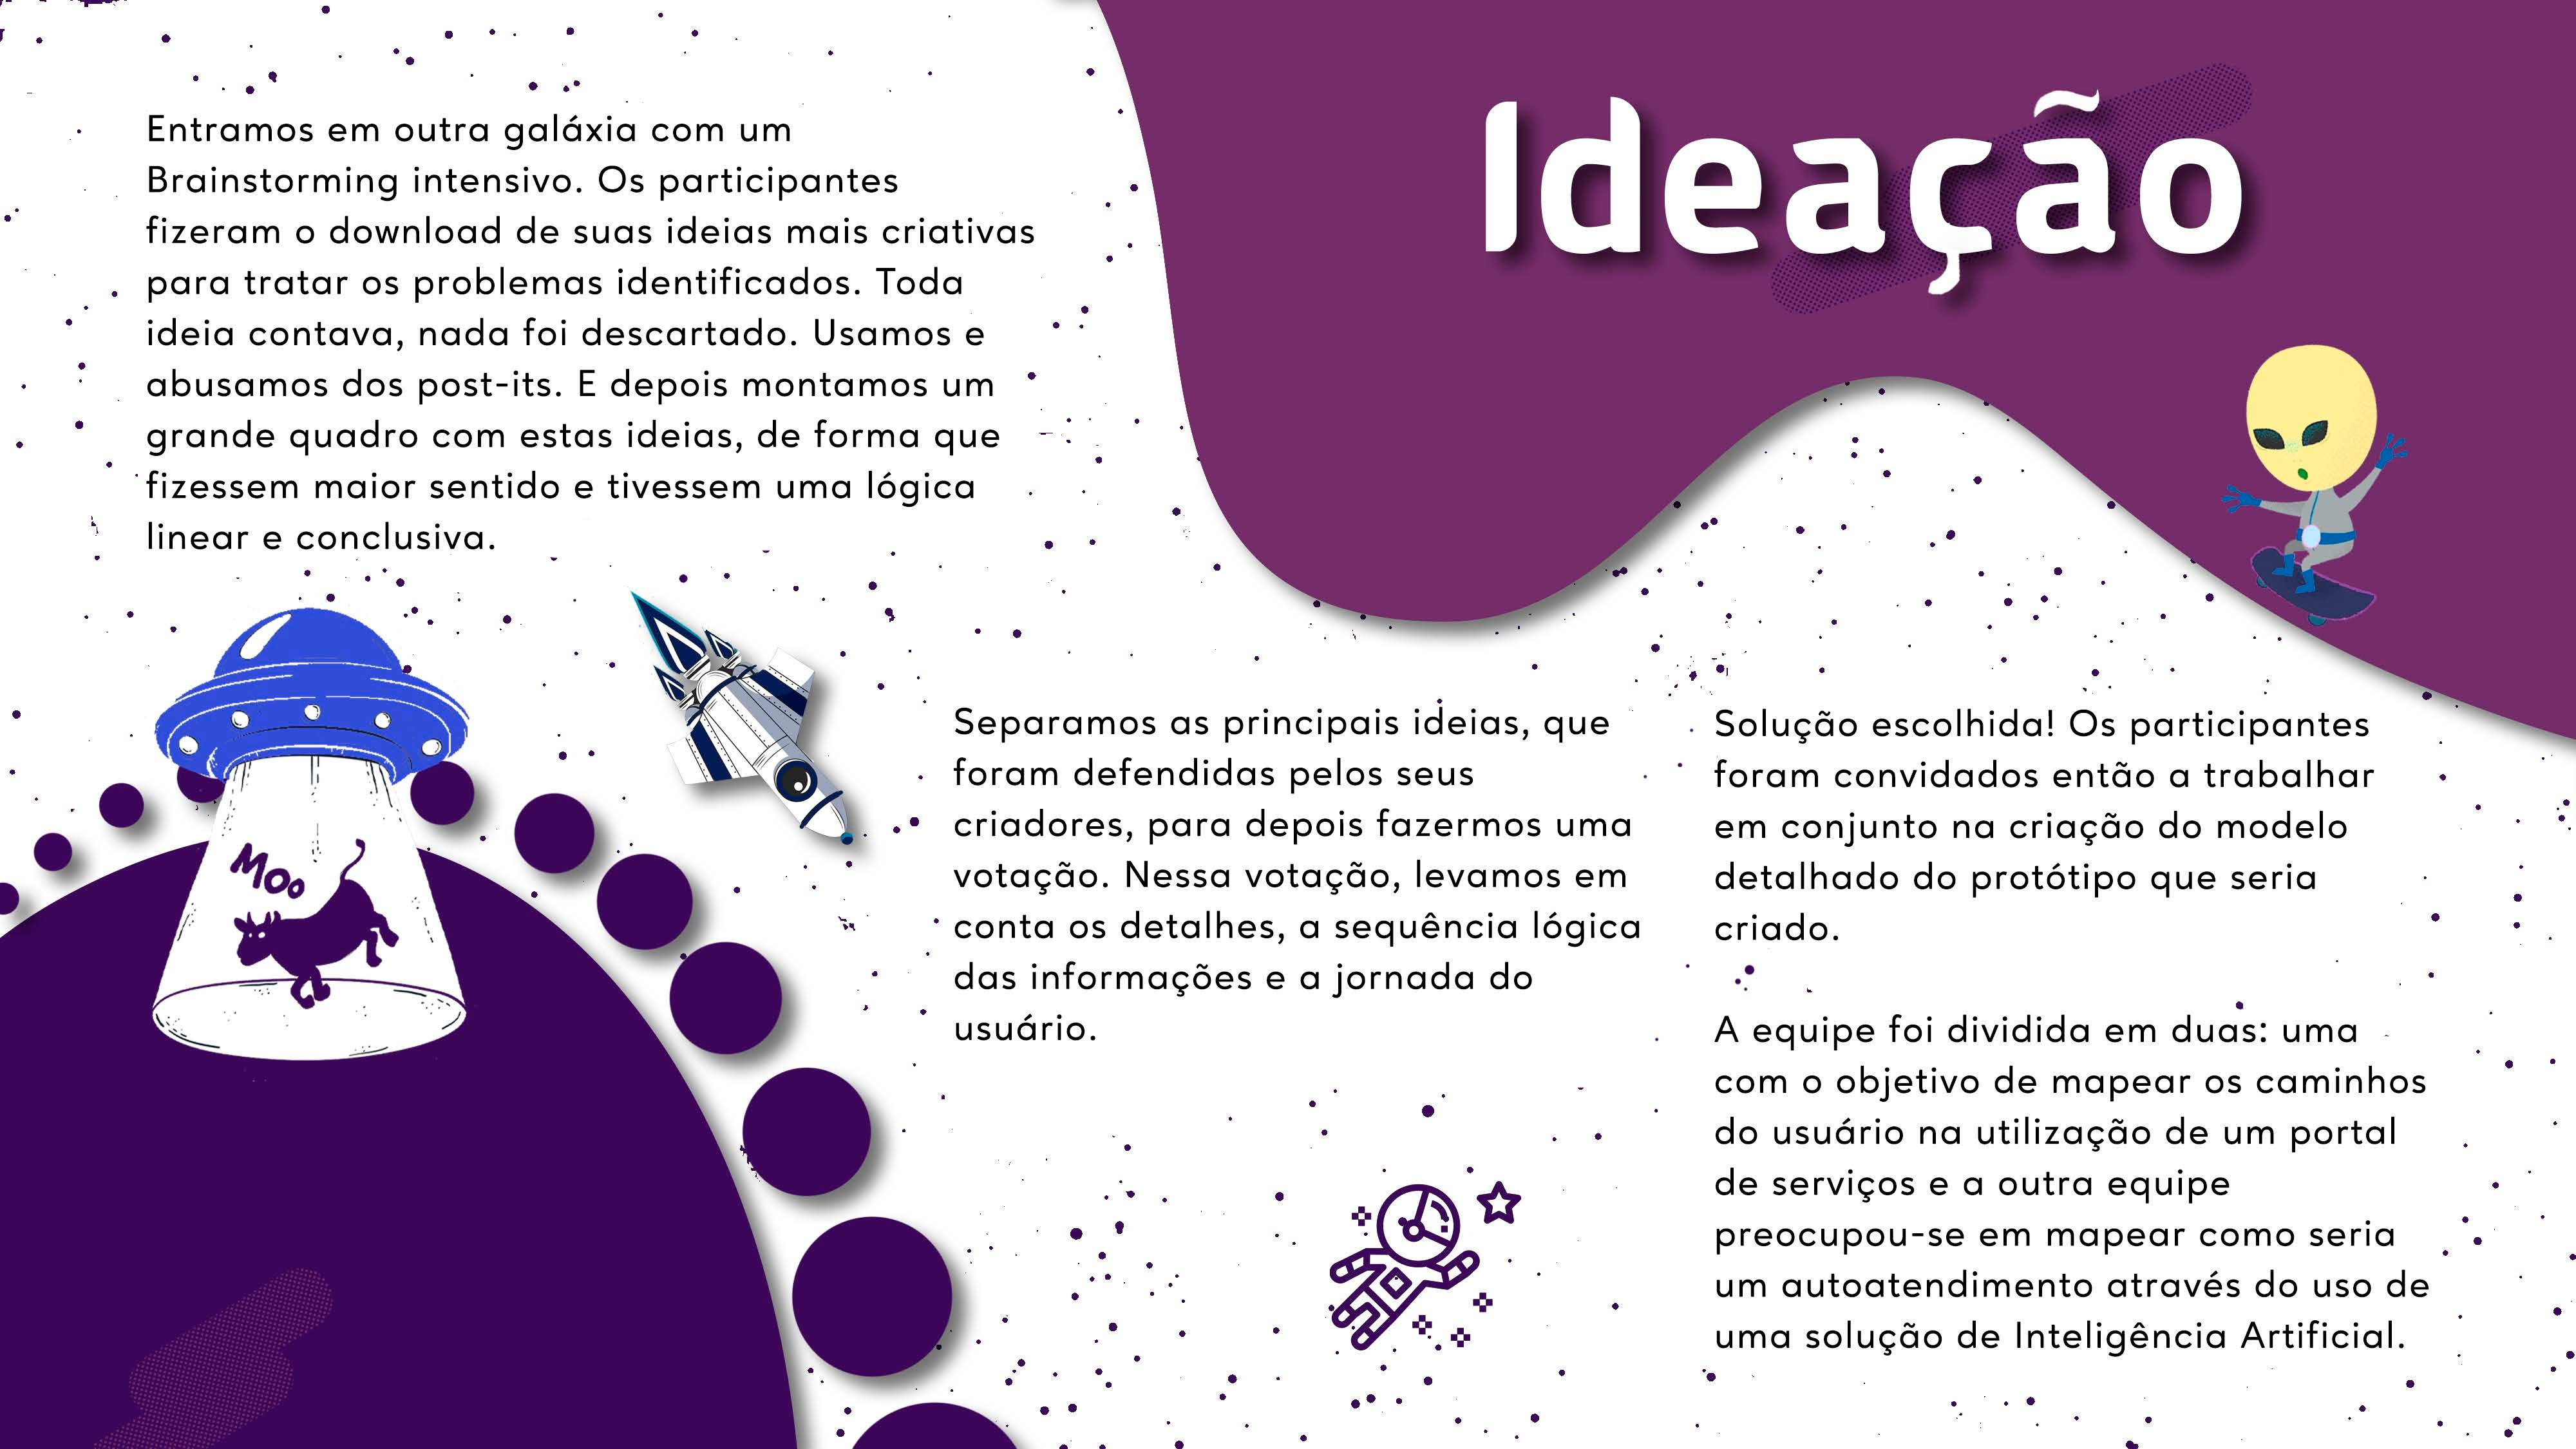 Ideação
Entramos em outra galáxia com um
Brainstorming intensivo. Os participantes
fizeram o download de suas ideias mais criativas
para tratar os problemas identificados. Toda
ideia contava, nada foi descartado. Usamos e
abusamos dos post-its. E depois montamos um
grande quadro com estas ideias, de forma que
fizessem maior sentido e tivessem uma lógica
linear e conclusiva.
Moo
Separamos as principais ideias, que
foram defendidas pelos seus
criadores, para depois fazermos uma
votação. Nessa votação, levamos em
conta os detalhes, a sequência lógica
das informações e a jornada do
usuário.
Solução escolhida! Os participantes
foram convidados então a trabalhar
em conjunto na criação do modelo
detalhado do protótipo que seria
criado.
A equipe foi dividida em duas: uma
com o objetivo de mapear os caminhos
do usuário na utilização de um portal
de serviços e a outra equipe
preocupou-se em mapear como seria
um autoatendimento através do uso de
uma solução de Inteligência Artificial.